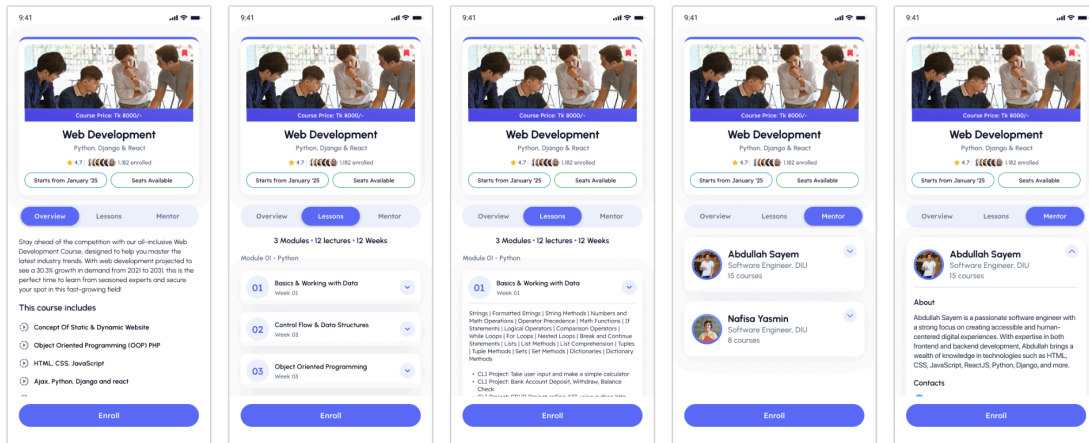 9:41
Course Price: Tk 8000/-
Web Development
Python, Django & React
4.7 | 1,182 enrolled
Starts from January '25
Seats Available
Overview
Lessons
Mentor
Stay ahead of the competition with our all-inclusive Web
Development Course, designed to help you master the
latest industry trends. With web development projected to
see a 30.3% growth in demand from 2021 to 2031, this is the
perfect time to learn from seasoned experts and secure
your spot in this fast-growing field!
This course includes
Concept Of Static & Dynamic Website
Object Oriented Programming (OOP) PHP
HTML, CSS, JavaScript
Ajax, Python, Django and react
Enroll
9:41
Course Price: Tk 8000/-
Web Development
Python, Django & React
4.7 | 1,182 enrolled
Starts from January '25
Seats Available
Overview
Lessons
Mentor
3 Modules • 12 lectures • 12 Weeks
Module 01 - Python
01
Basics & Working with Data
Week 01
02
Control Flow & Data Structures
Week 02
03
Object Oriented Programming
Week 03
Enroll
9:41
Course Price: Tk 8000/-
Web Development
Python, Django & React
4.7 | 1,182 enrolled
Starts from January '25
Seats Available
Overview
Lessons
Mentor
3 Modules • 12 lectures • 12 Weeks
Module 01 - Python
01
Basics & Working with Data
Week 01
Strings | Formatted Strings | String Methods | Numbers and
Math Operations | Operator Precedence | Math Functions | If
Statements | Logical Operators | Comparison Operators |
While Loops | For Loops | Nested Loops | Break and Continue
Statements | Lists | List Methods | List Comprehension | Tuples
| Tuple Methods | Sets | Set Methods | Dictionaries | Dictionary
Methods
• CLI Project: Take user input and make a simple calculator
• CLI Project: Bank Account Deposit, Withdraw, Balance
Check
Enroll
9:41
Course Price: Tk 8000/-
Web Development
Python, Django & React
4.7 | 1,182 enrolled
Starts from January '25
Seats Available
Overview
Lessons
Mentor
Abdullah Sayem
Software Engineer, DIU
15 courses
Nafisa Yasmin
Software Engineer, DIU
8 courses
Enroll
9:41
Course Price: Tk 8000/-
Web Development
Python, Django & React
4.7 | 1,182 enrolled
Starts from January '25
Seats Available
Overview
Lessons
Mentor
Abdullah Sayem
Software Engineer, DIU
15 courses
About
Abdullah Sayem is a passionate software engineer with
a strong focus on creating accessible and human-
centered digital experiences. With expertise in both
frontend and backend development, Abdullah brings a
wealth of knowledge in technologies such as HTML,
CSS, JavaScript, ReactJS, Python, Django, and more.
Contacts
Enroll